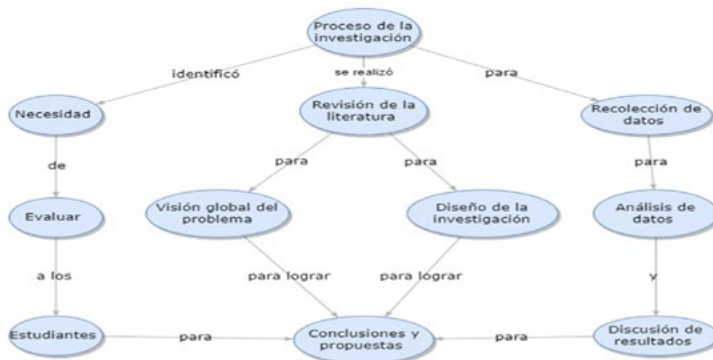 Proceso de la
investigación
identificó
se realizó
para
Necesidad
Revisión de la
literatura
Recolección de
datos
de
para
para
para
Evaluar
Visión global del
problema
Diseño de la
investigación
Análisis de
datos
a los
para lograr
para lograr
y
Estudiantes
para
Conclusiones y
propuestas
para
Discusión de
resultados